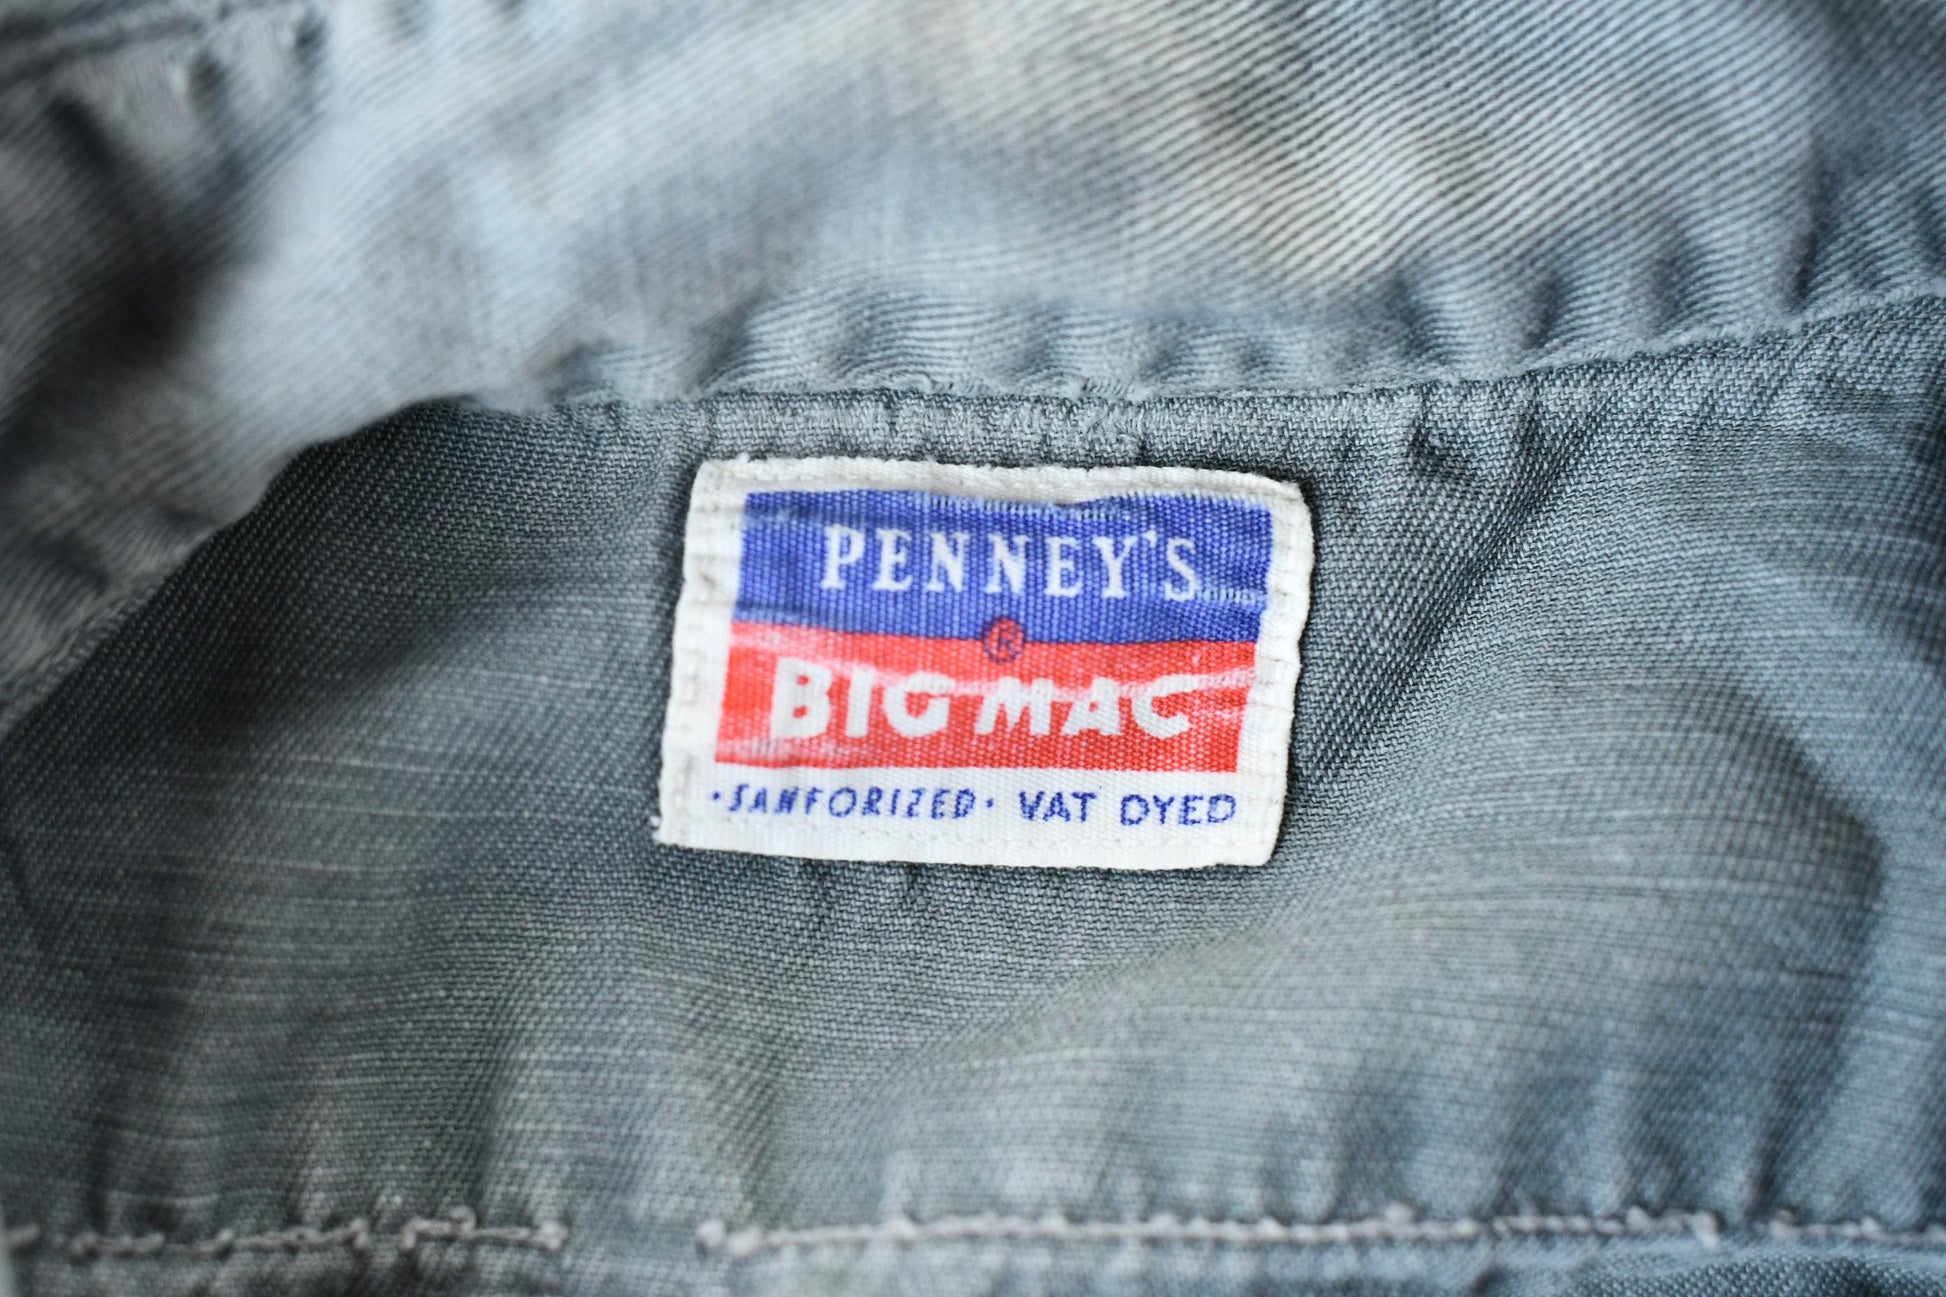 PENNEY'S
®
BIG MAC
·SANFORIZED· VAT DYED